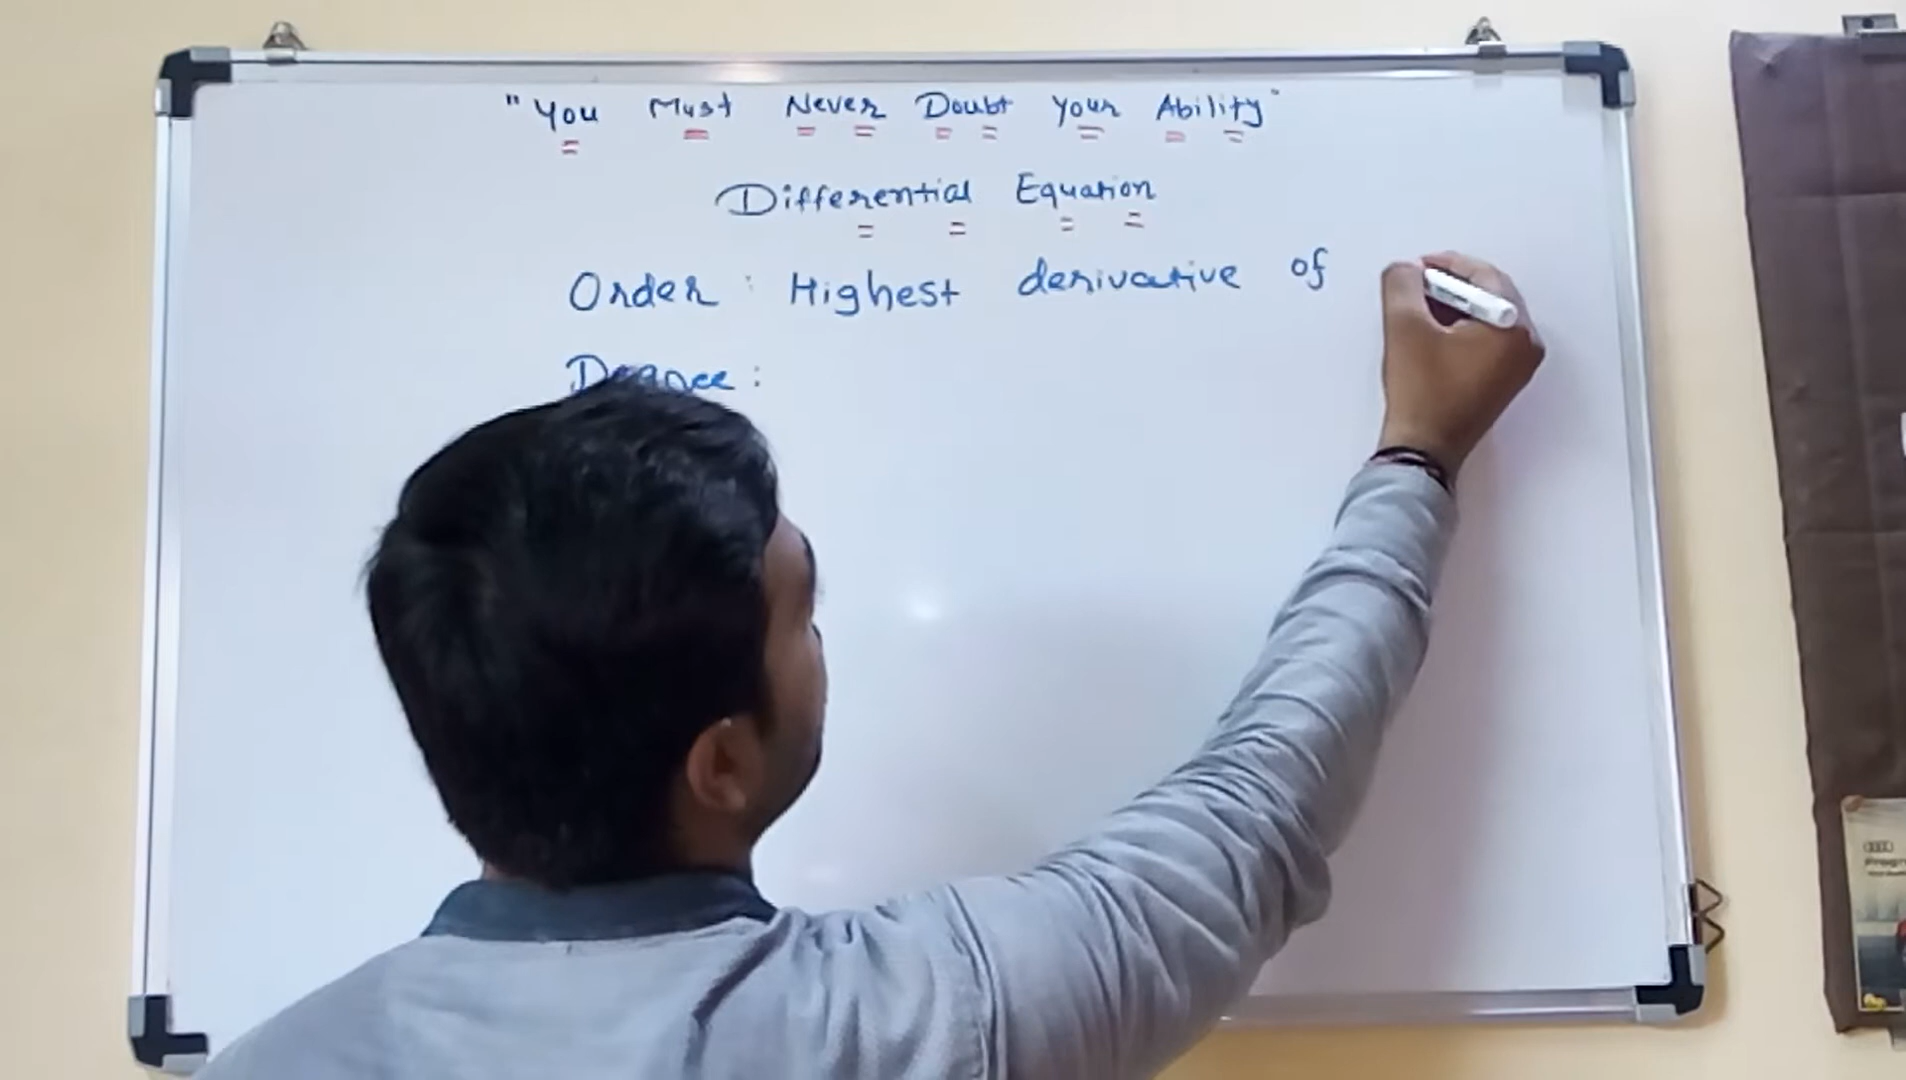 "You Must Never Doubt Your Ability"
Differential Equation
Order : Highest derivative of
Degree :